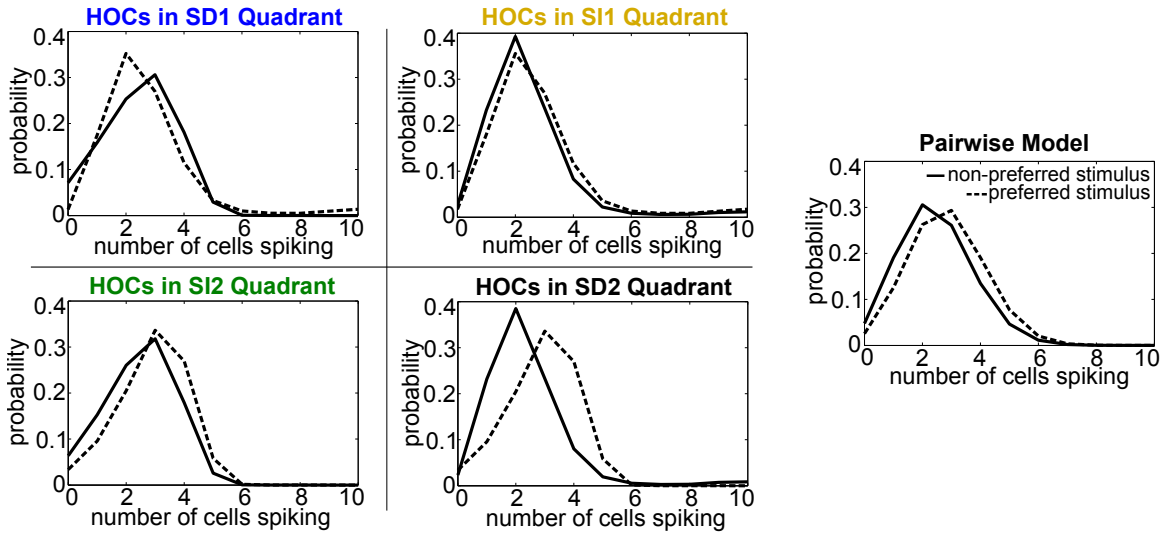 HOCs in SD1 Quadrant
0.4
0.3
0.2
0.1
0
probability
0 2 4 6 8 10
number of cells spiking
HOCs in SI1 Quadrant
0.4
0.3
0.2
0.1
0
probability
0 2 4 6 8 10
number of cells spiking
HOCs in SI2 Quadrant
0.4
0.3
0.2
0.1
0
probability
0 2 4 6 8 10
number of cells spiking
HOCs in SD2 Quadrant
0.4
0.3
0.2
0.1
0
probability
0 2 4 6 8 10
number of cells spiking
Pairwise Model
non-preferred stimulus
preferred stimulus
0.4
0.3
0.2
0.1
0
probability
0 2 4 6 8 10
number of cells spiking